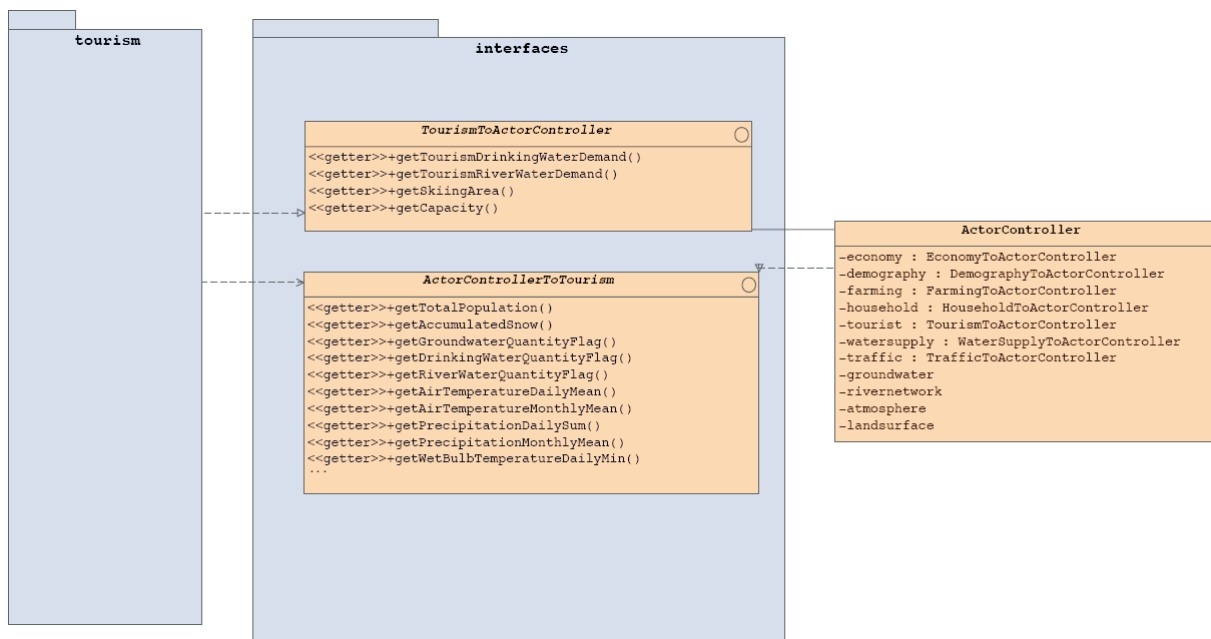 tourism
interfaces
TourismToActorController
<<getter>>+getTourismDrinkingWaterDemand()
<<getter>>+getTourismRiverWaterDemand()
<<getter>>+getSkiingArea()
<<getter>>+getCapacity()
ActorControllerToTourism
<<getter>>+getTotalPopulation()
<<getter>>+getAccumulatedSnow()
<<getter>>+getGroundwaterQuantityFlag()
<<getter>>+getDrinkingWaterQuantityFlag()
<<getter>>+getRiverWaterQuantityFlag()
<<getter>>+getAirTemperatureDailyMean()
<<getter>>+getAirTemperatureMonthlyMean()
<<getter>>+getPrecipitationDailySum()
<<getter>>+getPrecipitationMonthlyMean()
<<getter>>+getWetBulbTemperatureDailyMin()
...
ActorController
-economy : EconomyToActorController
-demography : DemographyToActorController
-farming : FarmingToActorController
-household : HouseholdToActorController
-tourist : TourismToActorController
-watersupply : WaterSupplyToActorController
-traffic : TrafficToActorController
-groundwater
-rivernetwork
-atmosphere
-landsurface